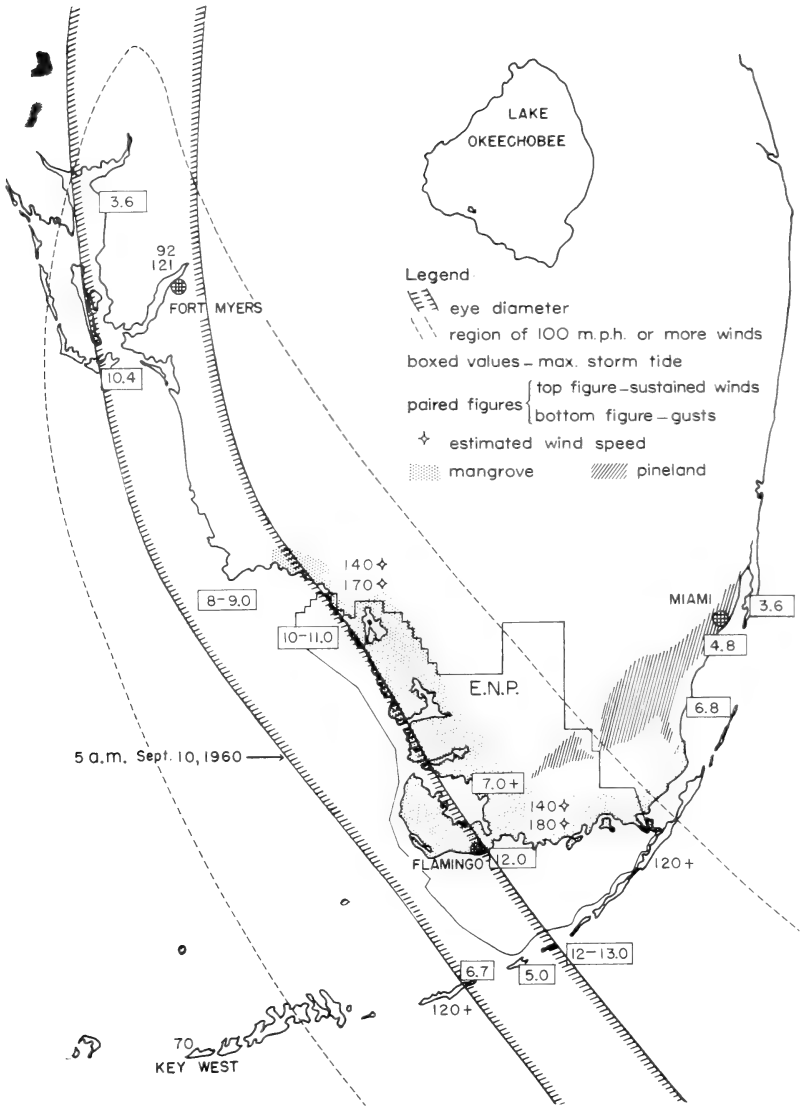 LAKE
OKEECHOBEE
3.6
92
121
FORT MYERS
10.4
Legend
eye diameter
region of 100 m.p.h. or more winds
boxed values – max. storm tide
paired figures
top figure – sustained winds
bottom figure – gusts
estimated wind speed
mangrove
pineland
140
170
8-9.0
10-11.0
MIAMI
3.6
4.8
E.N.P.
6.8
5 a.m. Sept. 10, 1960
7.0+
140
180
FLAMINGO
12.0
120+
12-13.0
6.7
5.0
120+
70
KEY WEST